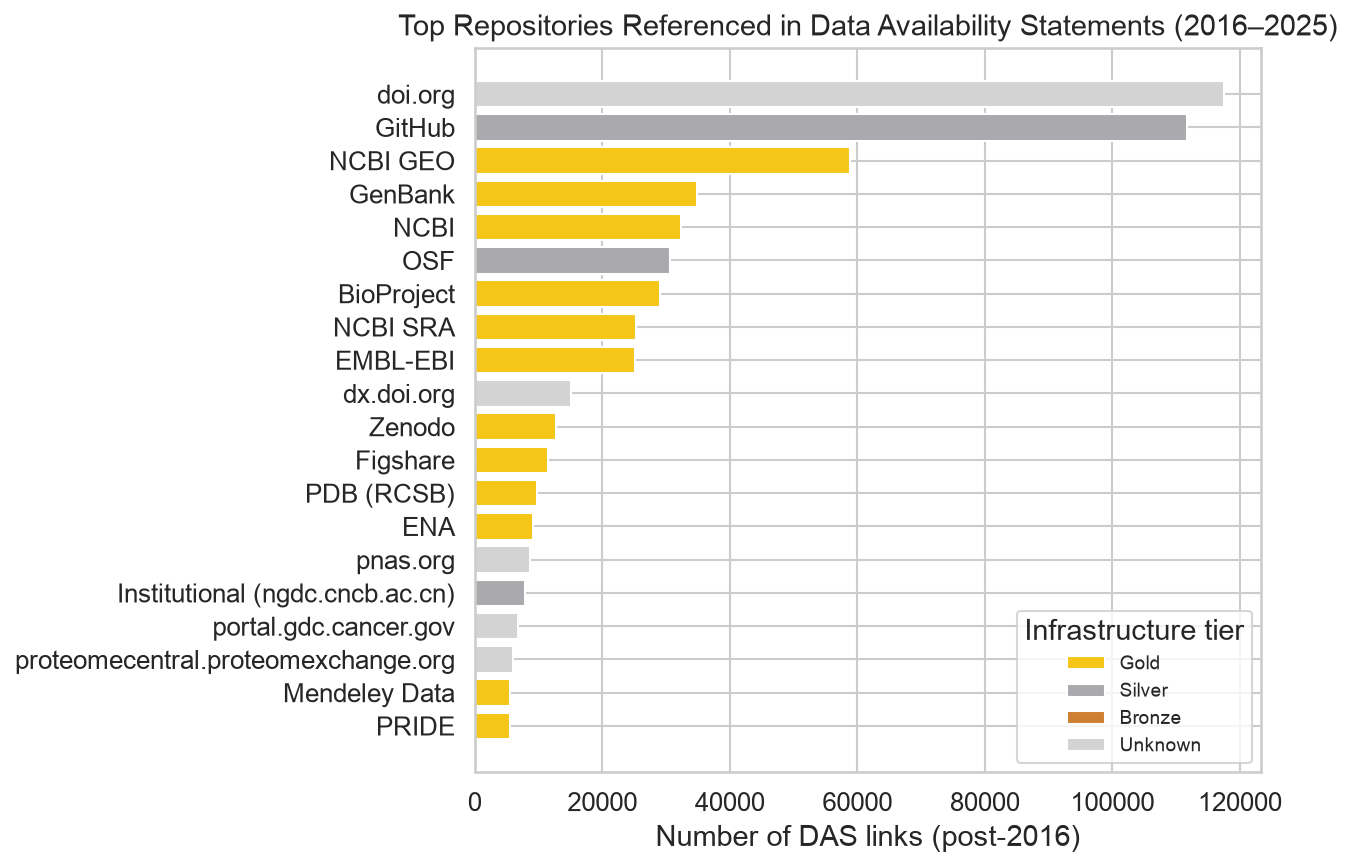 Top Repositories Referenced in Data Availability Statements (2016–2025)
doi.org
GitHub
NCBI GEO
GenBank
NCBI
OSF
BioProject
NCBI SRA
EMBL-EBI
dx.doi.org
Zenodo
Figshare
PDB (RCSB)
ENA
pnas.org
Institutional (ngdc.cncb.ac.cn)
portal.gdc.cancer.gov
proteomecentral.proteomexchange.org
Mendeley Data
PRIDE
Infrastructure tier
Gold
Silver
Bronze
Unknown
0 20000 40000 60000 80000 100000 120000
Number of DAS links (post-2016)